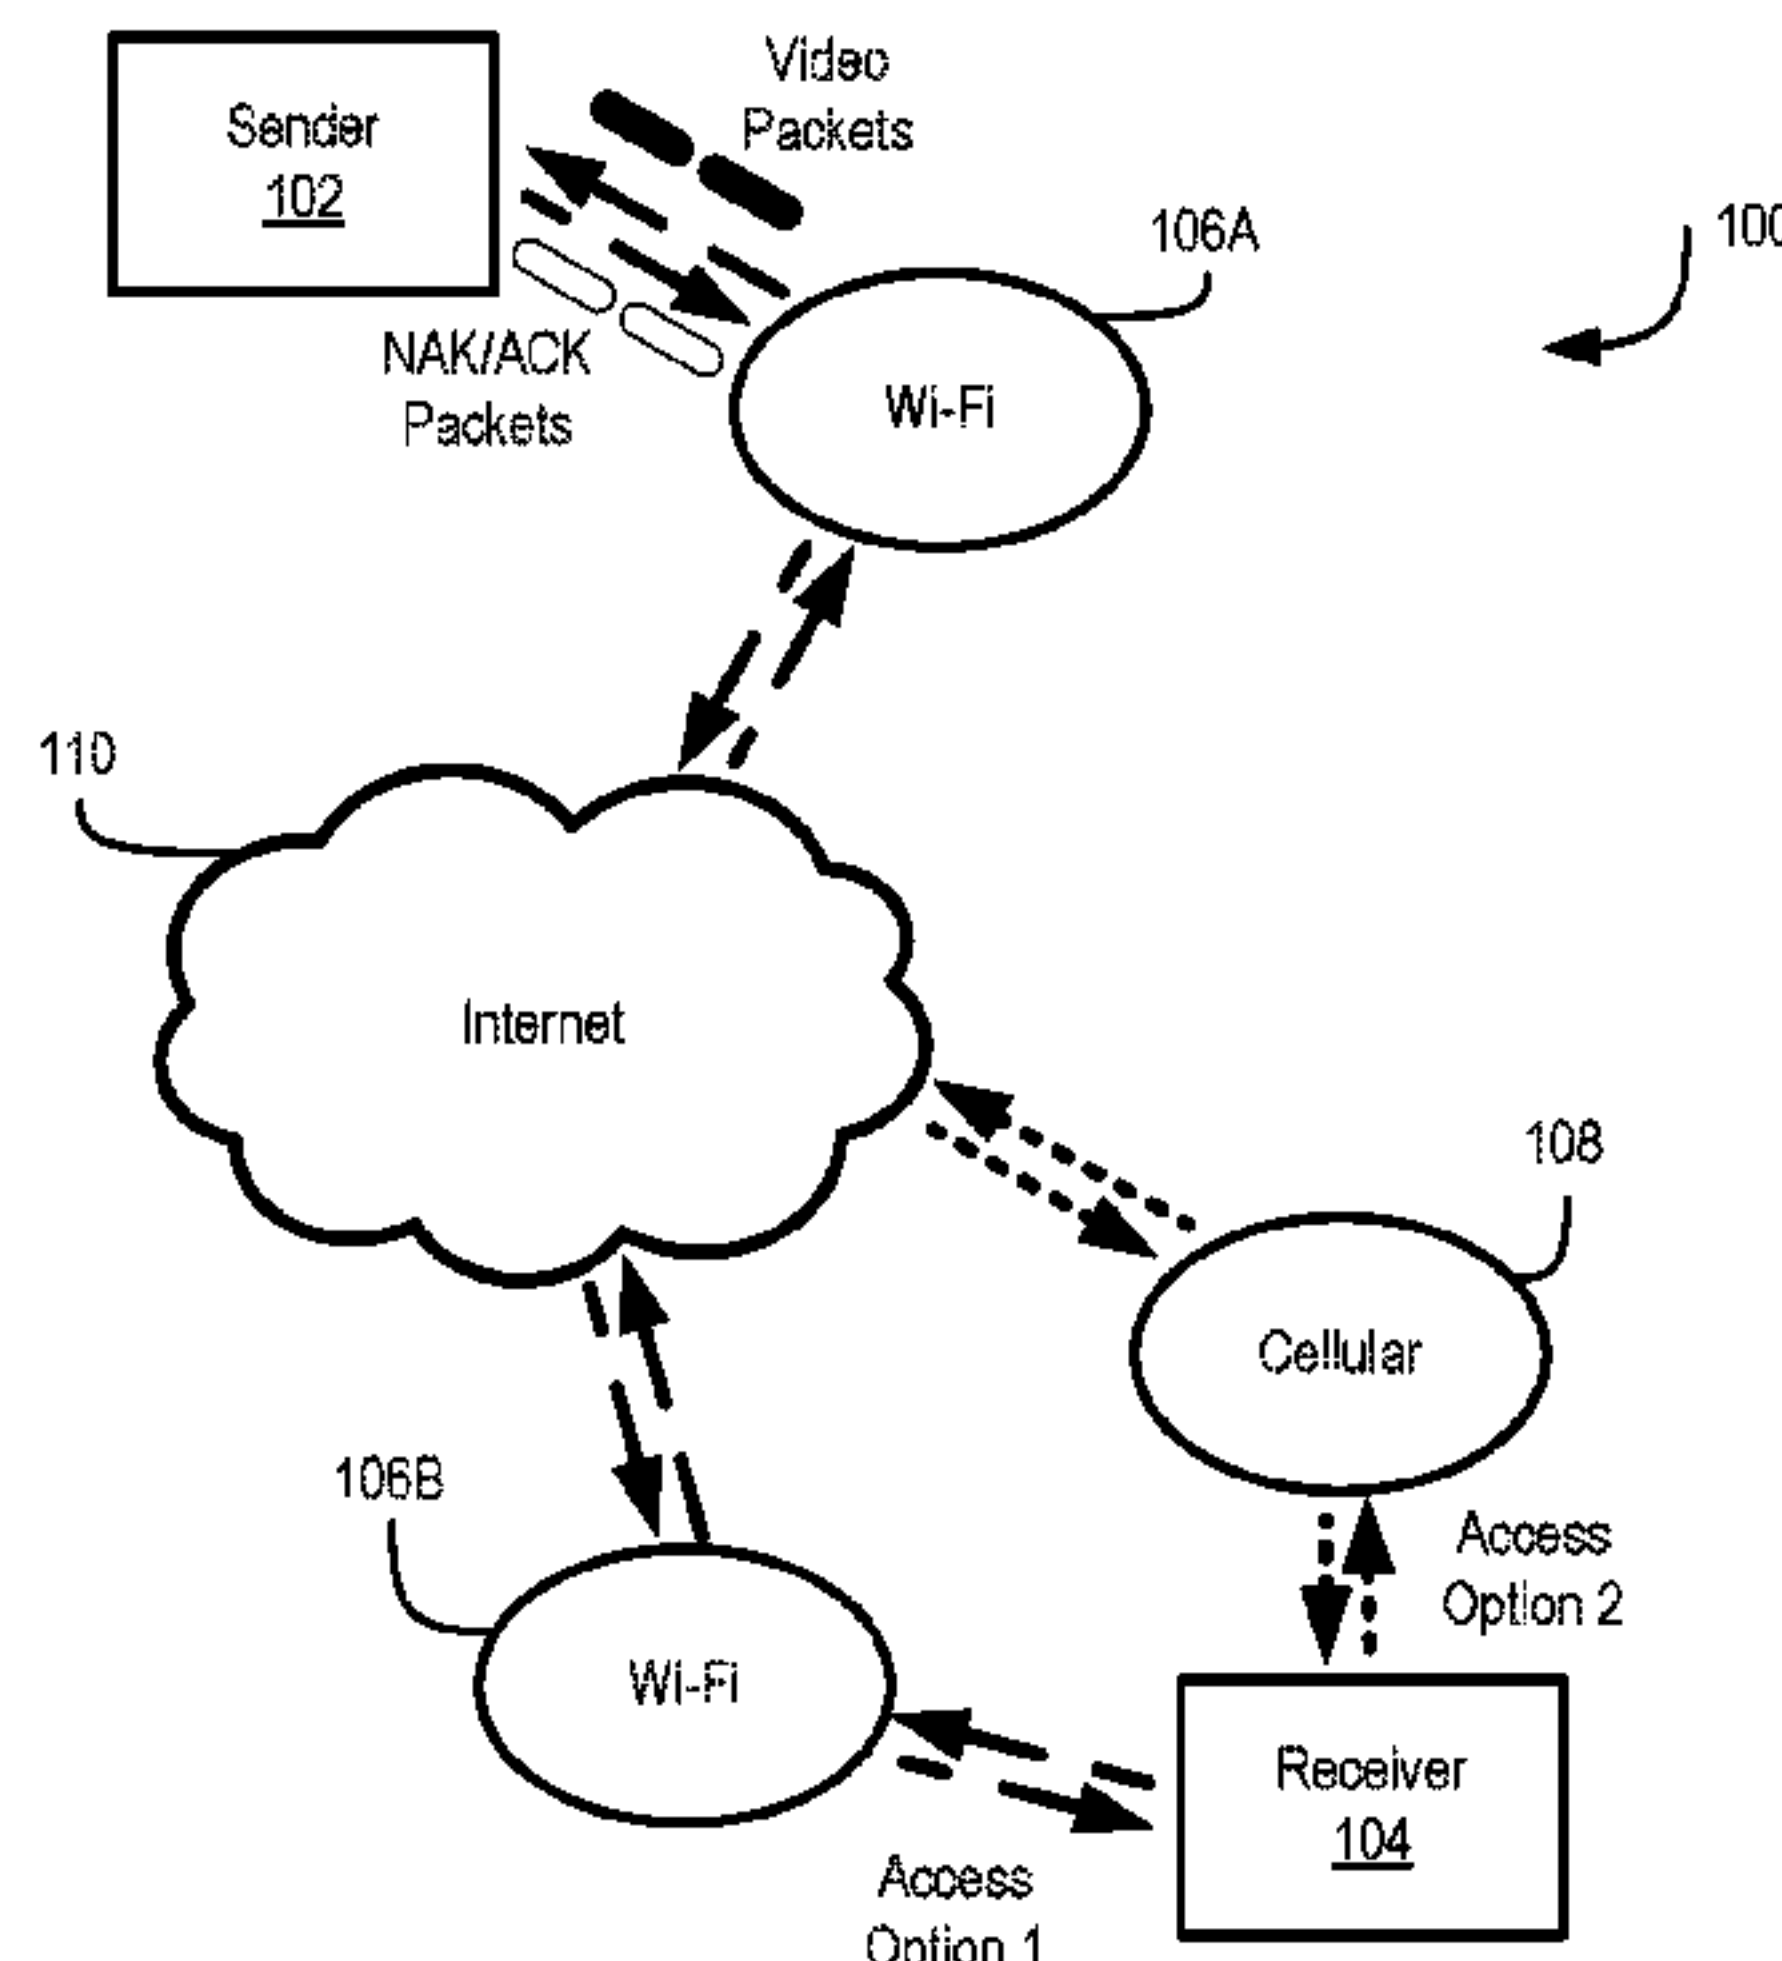 Video
Packets
Sender
102
106A
100
NAK/ACK
Packets
Wi-Fi
110
Internet
108
Cellular
106B
Access
Option 2
Wi-Fi
Receiver
104
Access
Option 1